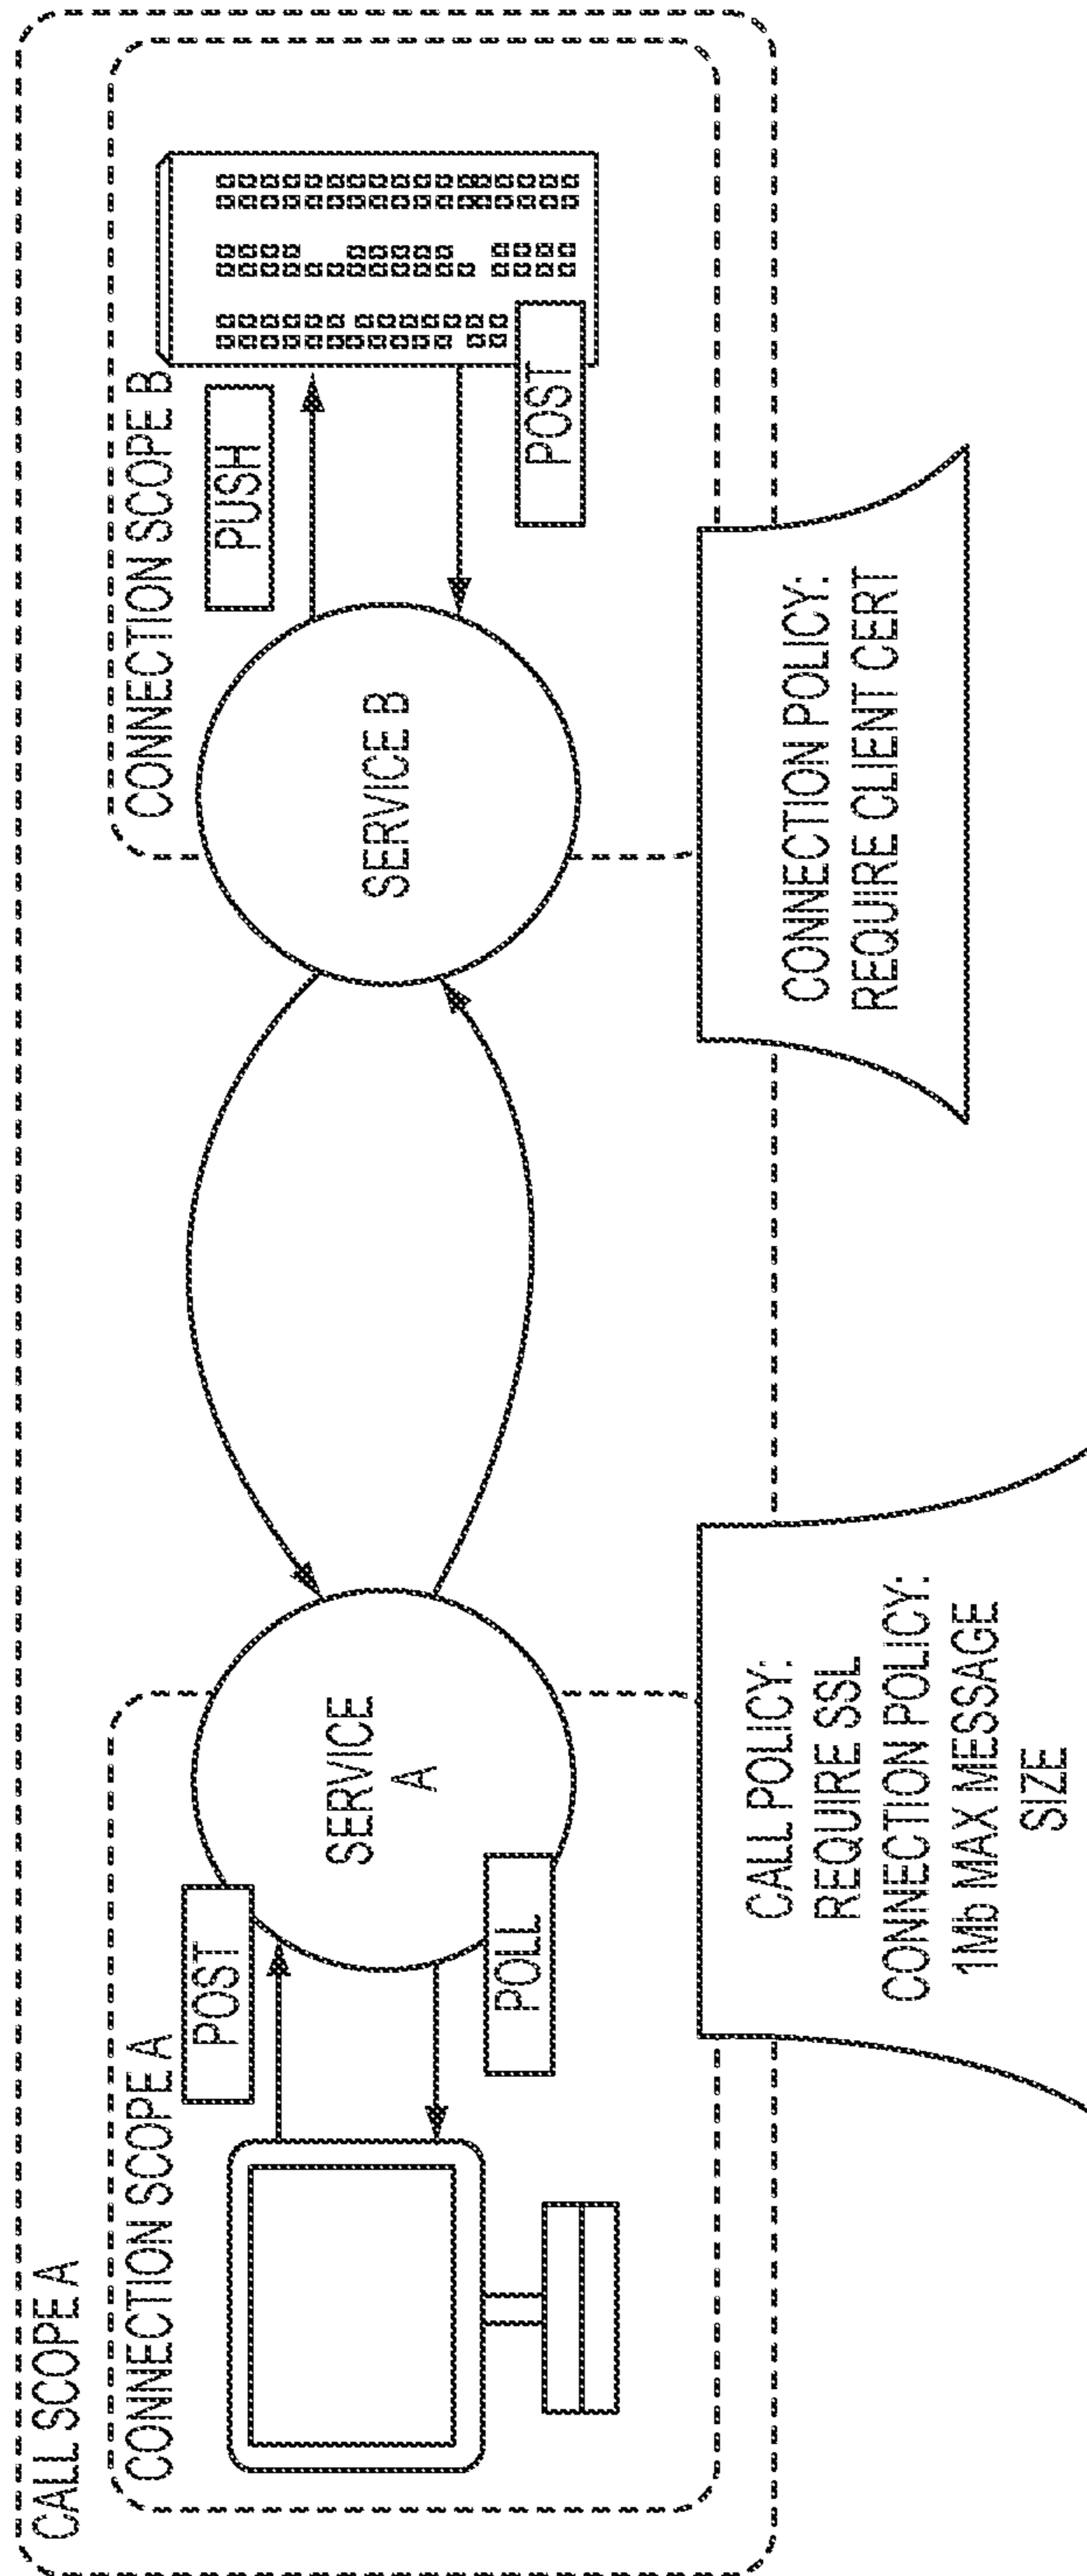 CALL SCOPE A
CONNECTION SCOPE A
POST
SERVICE
A
POLL
CONNECTION SCOPE B
PUSH
SERVICE B
POST
CALL POLICY:
REQUIRE SSL
CONNECTION POLICY:
1Mb MAX MESSAGE
SIZE
CONNECTION POLICY:
REQUIRE CLIENT CERT